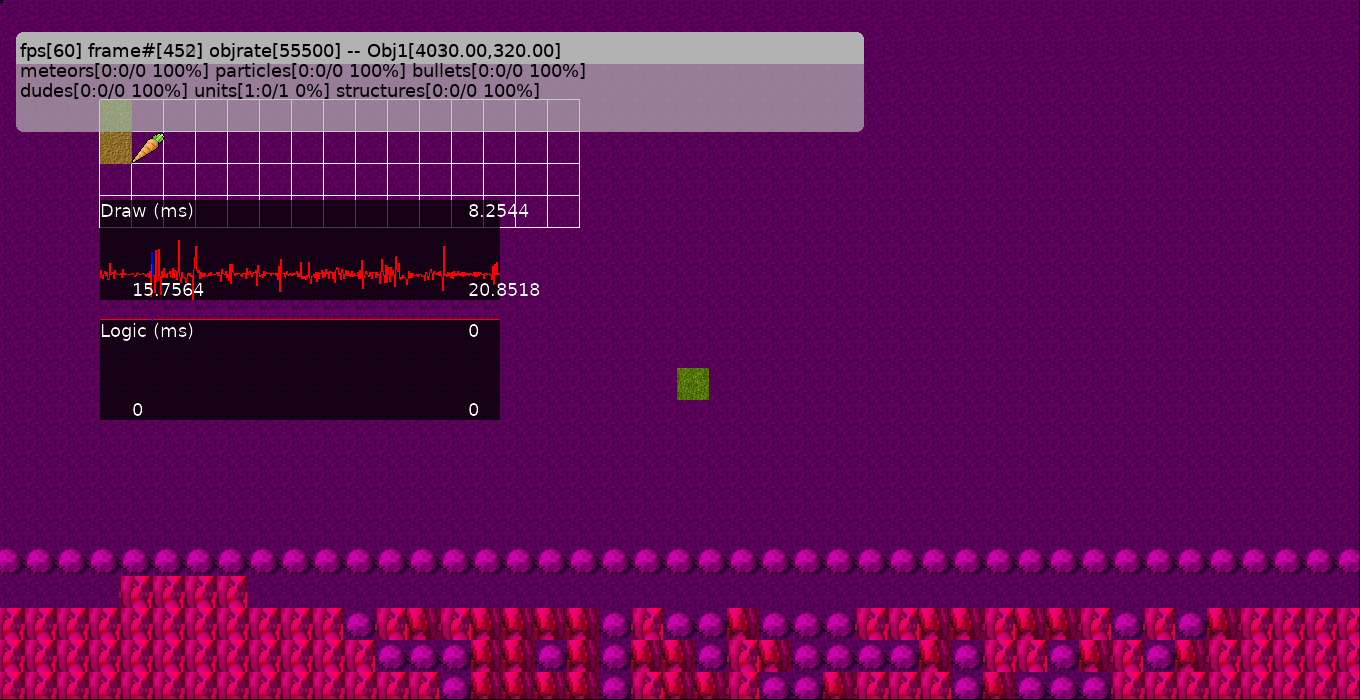 fps[60] frame#[452] objrate[55500] -- Obj1[4030.00,320.00]
meteors[0:0/0 100%] particles[0:0/0 100%] bullets[0:0/0 100%]
dudes[0:0/0 100%] units[1:0/1 0%] structures[0:0/0 100%]
Draw (ms) 8.2544
15.7564 20.8518
Logic (ms) 0
0 0